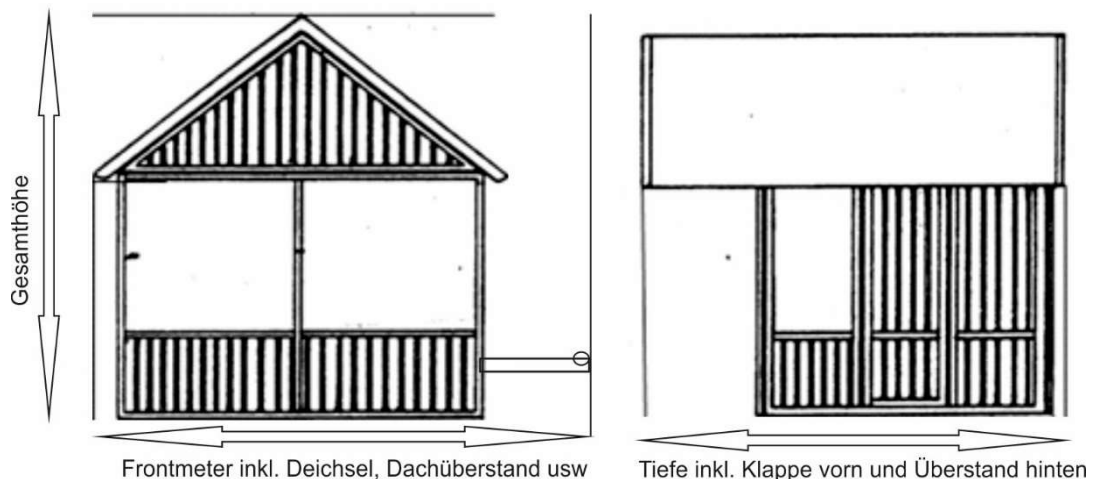 Gesamthöhe
Frontmeter inkl. Deichsel, Dachüberstand usw
Tiefe inkl. Klappe vorn und Überstand hinten